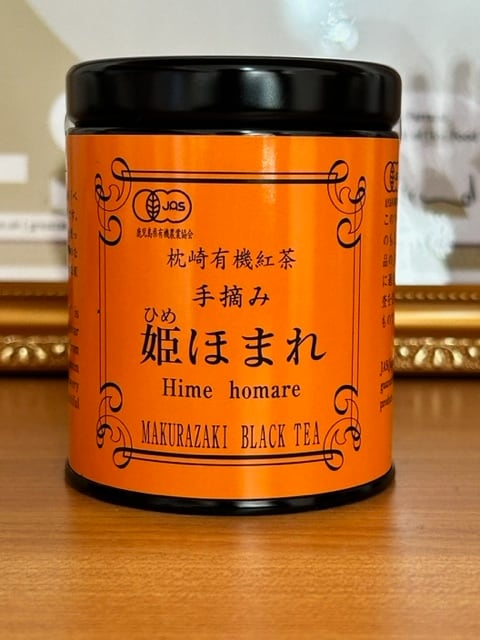 JAS
鹿児島県有機農業協会
枕崎有機紅茶
手摘み
ひめ
姫ほまれ
Hime homare
MAKURAZAKI BLACK TEA